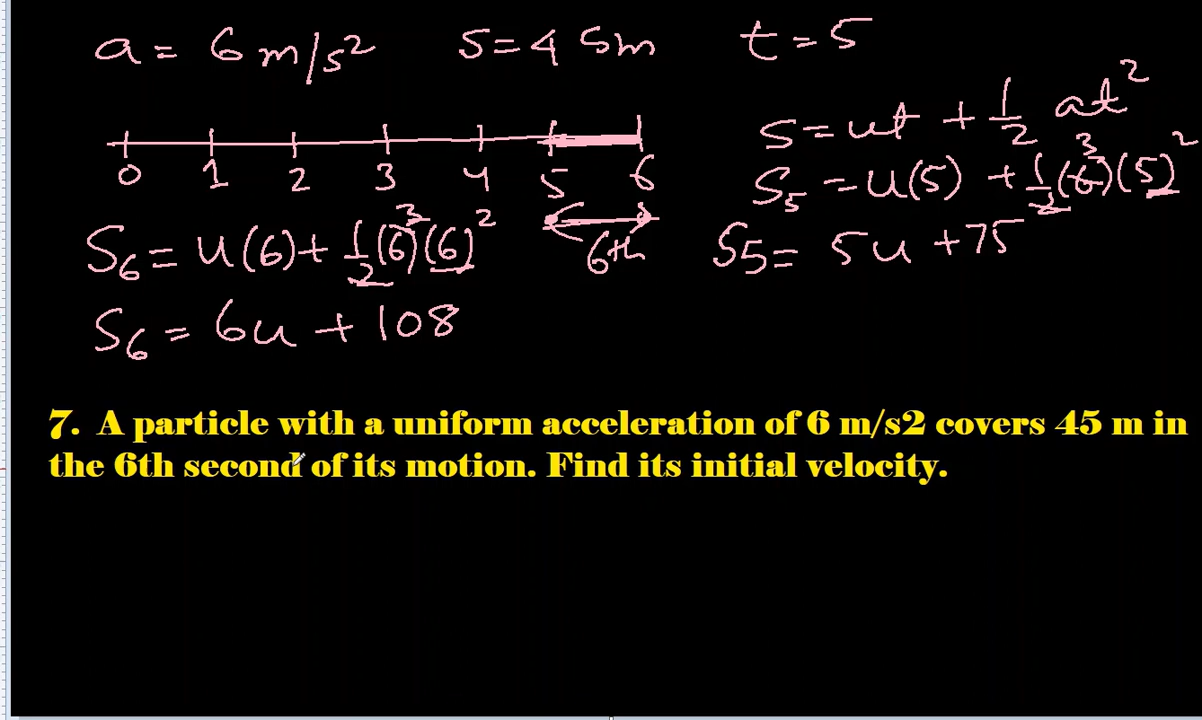 a = 6 m/s² S = 45m t = 5
S = ut + 1/2 at²
0 1 2 3 4 5 6
S₅ = u(5) + 1/2 (6)³ (5)²
S₆ = u(6) + 1/2 (6)³ (6)² 6th S₅ = 5u + 75
S₆ = 6u + 108
7. A particle with a uniform acceleration of 6 m/s2 covers 45 m in
the 6th second of its motion. Find its initial velocity.